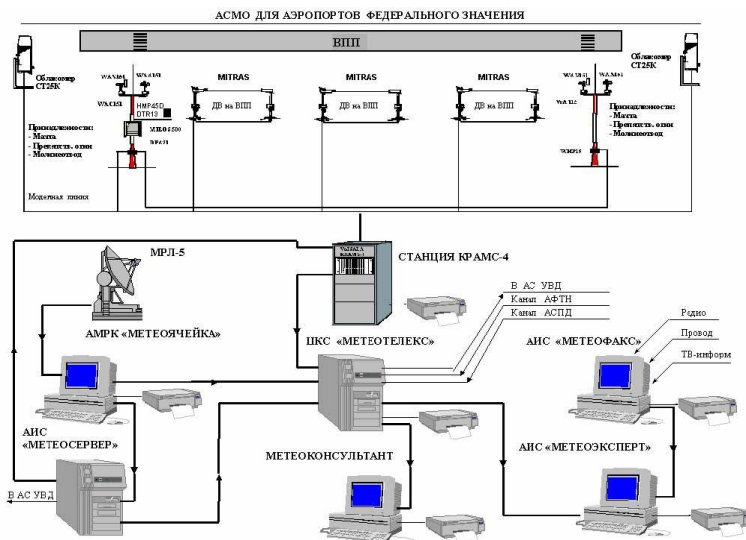 АСМО ДЛЯ АЭРОПОРТОВ ФЕДЕРАЛЬНОГО ЗНАЧЕНИЯ
ВПП
Облакомер
СТ25К
WAA151
WAC151
HMP45D
DTR13
MILOS500
Принадлежности:
- Мачта
- Препятств. огни
- Молниеотвод
Модемная линия
MITRAS
ДВ на ВПП
MITRAS
ДВ на ВПП
MITRAS
ДВ на ВПП
Принадлежности:
- Мачта
- Препятств. огни
- Молниеотвод
Облакомер
СТ25К
МРЛ-5
СТАНЦИЯ КРАМС-4
АМРК «МЕТЕОЯЧЕЙКА»
ЦКС «МЕТЕОТЕЛЕКС»
В АС УВД
Канал АФТН
Канал АСПД
АИС «МЕТЕОФАКС»
Радио
Провод
ТВ-информ
АИС
«МЕТЕОСЕРВЕР»
В АС УВД
МЕТЕОКОНСУЛЬТАНТ
АИС «МЕТЕОЭКСПЕРТ»